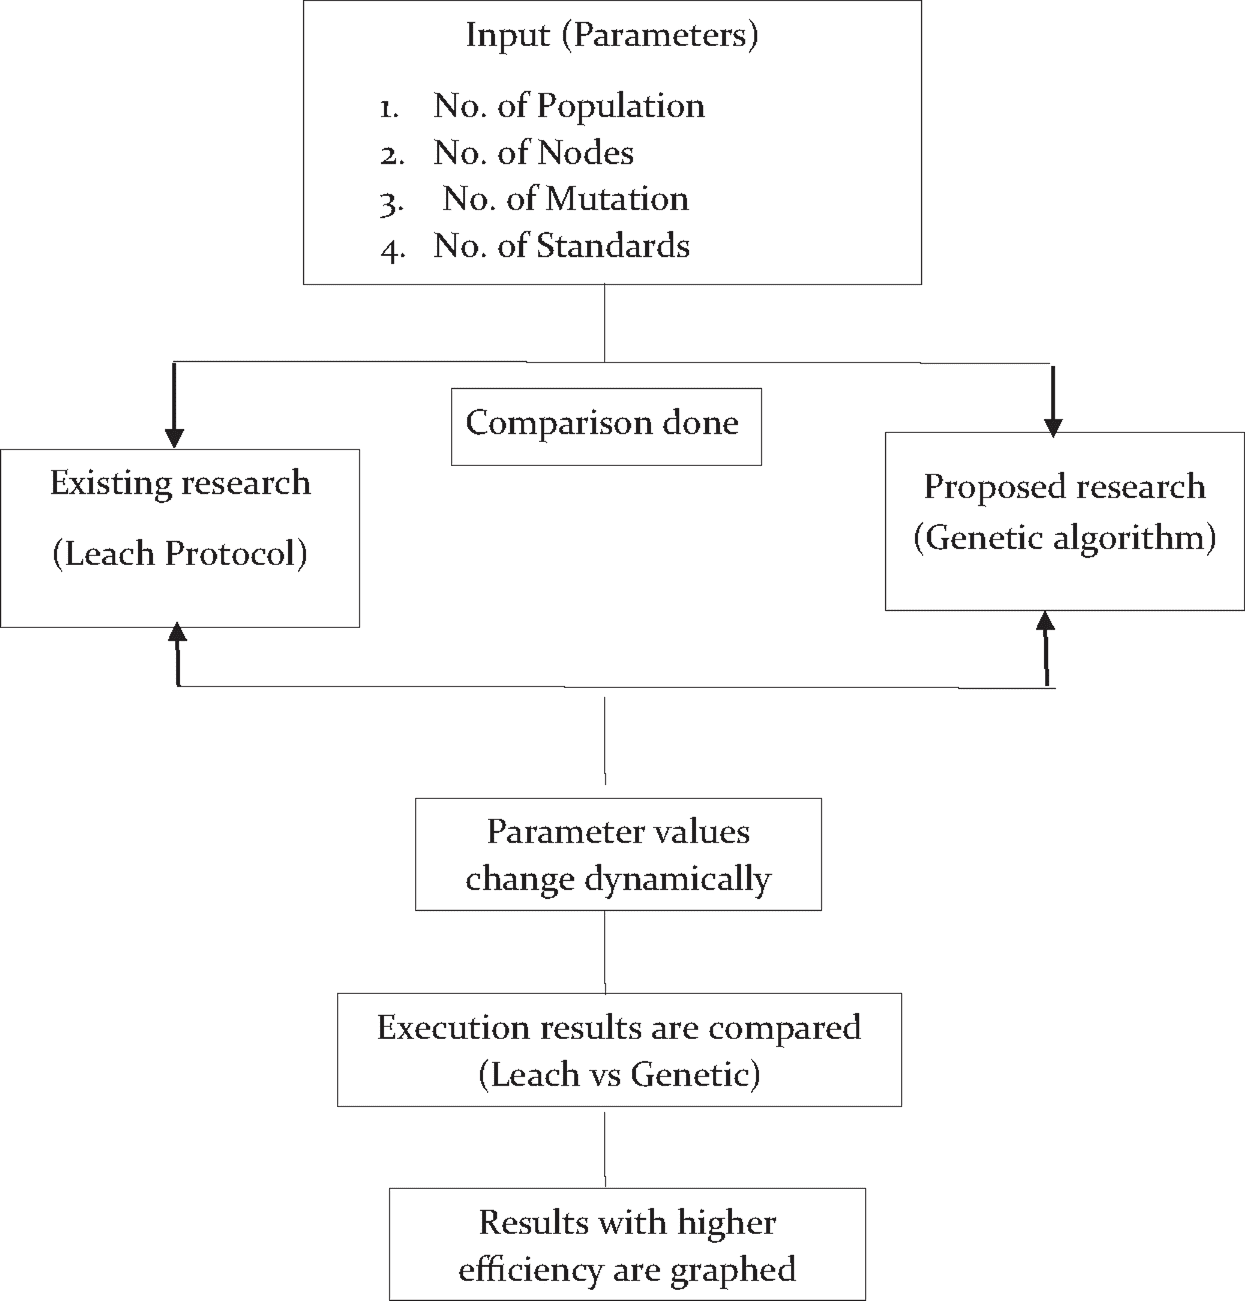 Input (Parameters)
1. No. of Population
2. No. of Nodes
3. No. of Mutation
4. No. of Standards
Comparison done
Existing research
(Leach Protocol)
Proposed research
(Genetic algorithm)
Parameter values
change dynamically
Execution results are compared
(Leach vs Genetic)
Results with higher
efficiency are graphed